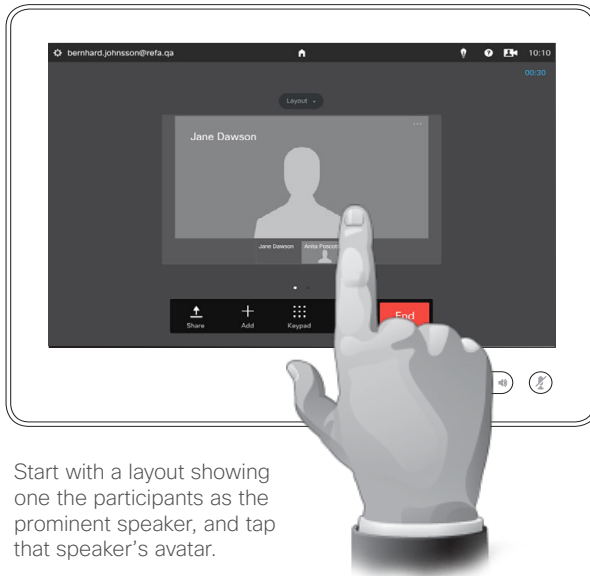 bernhard.johnsson@refa.qa
10:10
00:30
Layout
Jane Dawson
Jane Dawson
Share
Add
Keypad
End
Start with a layout showing
one the participants as the
prominent speaker, and tap
that speaker's avatar.